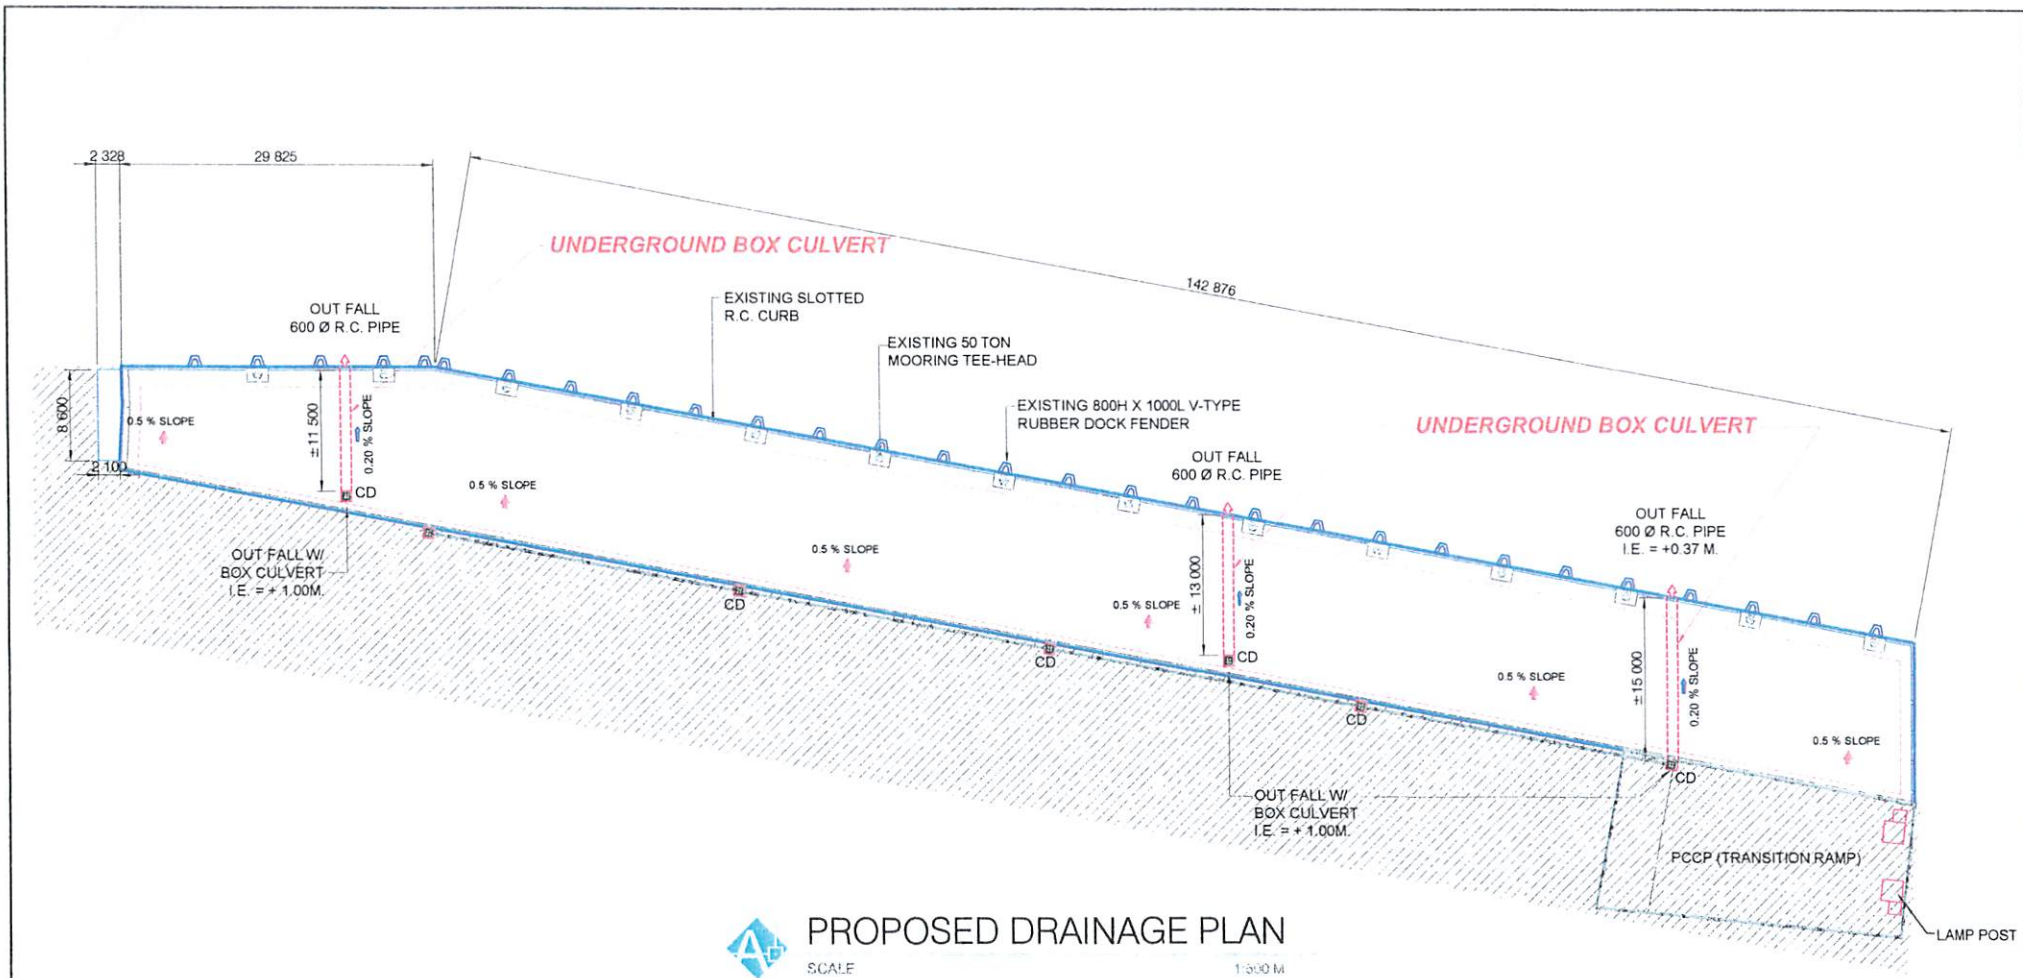 2 328
29 825
UNDERGROUND BOX CULVERT
142 876
OUT FALL
600 Ø R.C. PIPE
EXISTING SLOTTED
R.C. CURB
EXISTING 50 TON
MOORING TEE-HEAD
EXISTING 800H X 1000L V-TYPE
RUBBER DOCK FENDER
UNDERGROUND BOX CULVERT
8 600
0.5 % SLOPE
±11 500
0.20 % SLOPE
2 100
CD
0.5 % SLOPE
OUT FALL
600 Ø R.C. PIPE
OUT FALL
600 Ø R.C. PIPE
I.E. = +0.37 M.
OUT FALL W/
BOX CULVERT
I.E. = + 1.00M.
0.5 % SLOPE
CD
0.5 % SLOPE
±13 000
0.20 % SLOPE
CD
CD
0.5 % SLOPE
CD
±15 000
0.20 % SLOPE
0.5 % SLOPE
CD
OUT FALL W/
BOX CULVERT
I.E. = + 1.00M.
PCCP (TRANSITION RAMP)
LAMP POST
PROPOSED DRAINAGE PLAN
SCALE